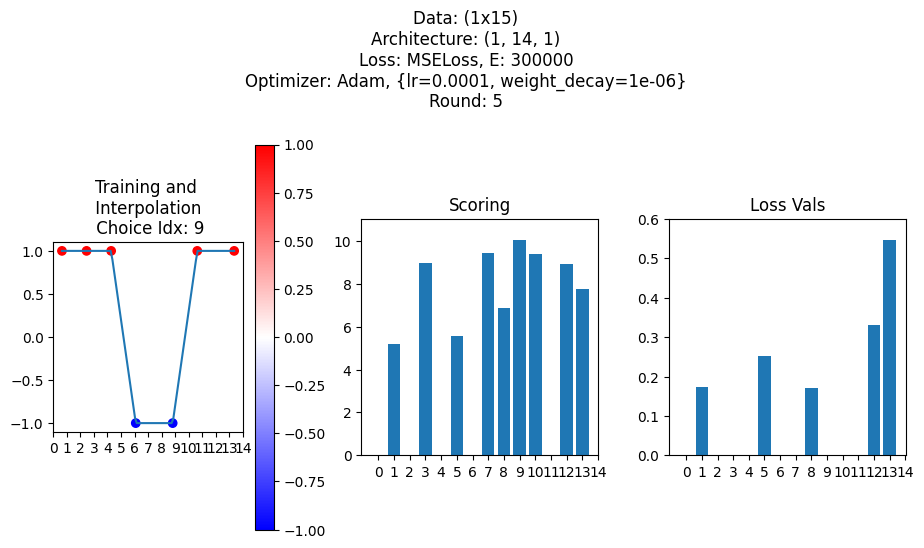 Data: (1x15)
Architecture: (1, 14, 1)
Loss: MSELoss, E: 300000
Optimizer: Adam, {lr=0.0001, weight_decay=1e-06}
Round: 5
Training and
Interpolation
Choice Idx: 9
1.0
0.5
0.0
−0.5
−1.0
0 1 2 3 4 5 6 7 8 9 10 11 12 13 14
1.00
0.75
0.50
0.25
0.00
−0.25
−0.50
−0.75
−1.00
Scoring
10
8
6
4
2
0
0 1 2 3 4 5 6 7 8 9 10 11 12 13 14
Loss Vals
0.6
0.5
0.4
0.3
0.2
0.1
0.0
0 1 2 3 4 5 6 7 8 9 10 11 12 13 14